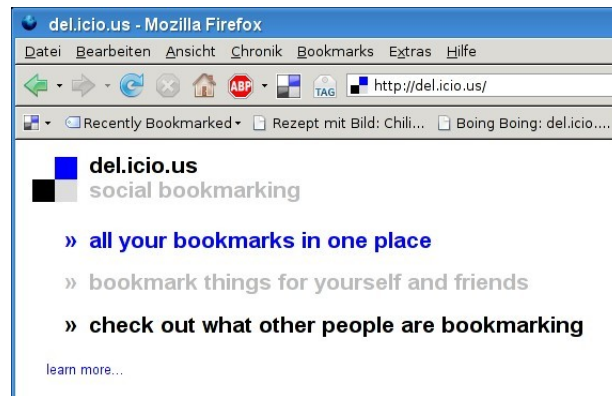 del.icio.us - Mozilla Firefox
Datei Bearbeiten Ansicht Chronik Bookmarks Extras Hilfe
ABP TAG http://del.icio.us/
Recently Bookmarked Rezept mit Bild: Chili... Boing Boing: del.icio....
del.icio.us
social bookmarking
» all your bookmarks in one place
» bookmark things for yourself and friends
» check out what other people are bookmarking
learn more...